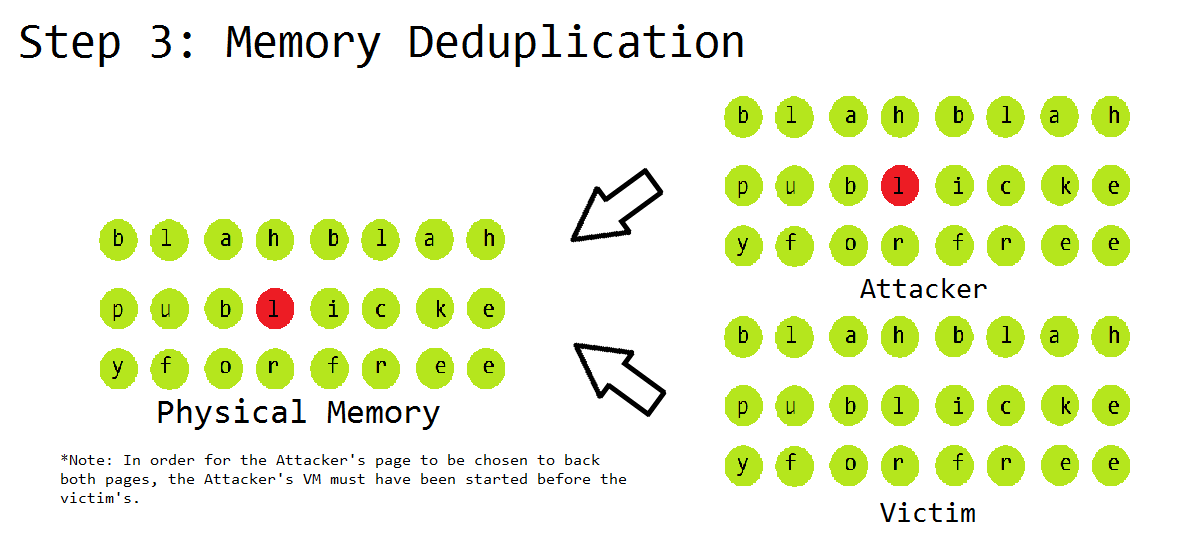 Step 3: Memory Deduplication
b l a h b l a h
p u b l i c k e
y f o r f r e e
Attacker
b l a h b l a h
p u b l i c k e
y f o r f r e e
Physical Memory
b l a h b l a h
p u b l i c k e
y f o r f r e e
Victim
*Note: In order for the Attacker's page to be chosen to back
both pages, the Attacker's VM must have been started before the
victim's.